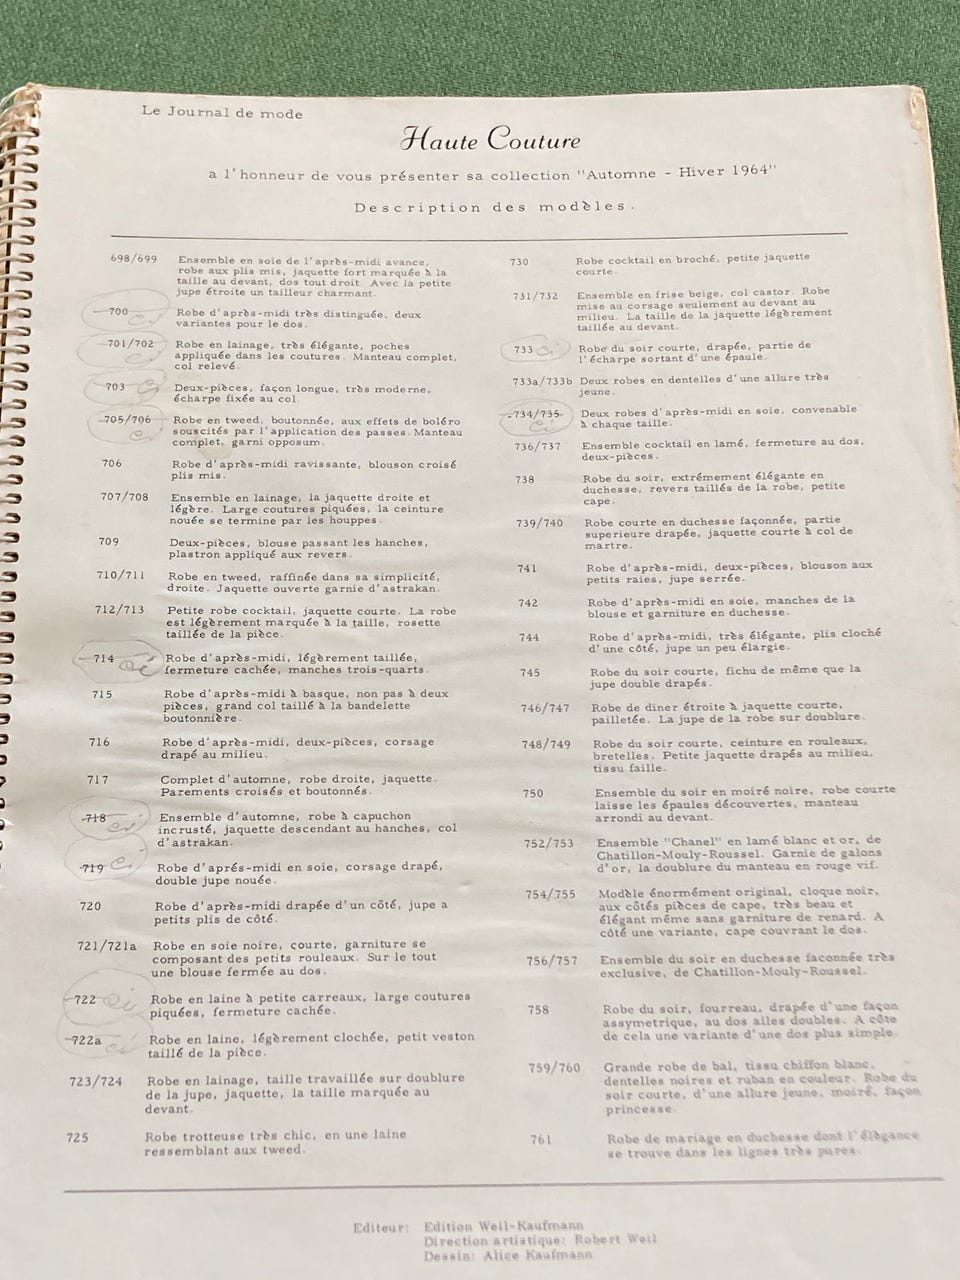 Le Journal de mode
Haute Couture
a l'honneur de vous présenter sa collection "Automne - Hiver 1964"
Description des modèles.
698/699 Ensemble en soie de l'après-midi avance,
robe aux plis mis, jaquette fort marquée à la
taille au devant, dos tout droit. Avec la petite
jupe étroite un tailleur charmant.
700 Robe d'après-midi très distinguée, deux
variantes pour le dos.
701/702 Robe en lainage, très élégante, poches
appliquée dans les coutures. Manteau complet,
col relevé.
703 Deux-pièces, façon longue, très moderne,
écharpe fixée au col.
705/706 Robe en tweed, boutonnée, aux effets de boléro
souscités par l'application des passes. Manteau
complet, garni opposum.
706 Robe d'après-midi ravissante, blouson croisé
plis mis.
707/708 Ensemble en lainage, la jaquette droite et
légère. Large coutures piquées, la ceinture
nouée se termine par les houppes.
709 Deux-pièces, blouse passant les hanches,
plastron appliqué aux revers.
710/711 Robe en tweed, raffinée dans sa simplicité,
droite. Jaquette ouverte garnie d'astrakan.
712/713 Petite robe cocktail, jaquette courte. La robe
est légèrement marquée à la taille, rosette
taillée de la pièce.
714 Robe d'après-midi, légèrement taillée,
fermeture cachée, manches trois-quarts.
715 Robe d'après-midi à basque, non pas à deux
pièces, grand col taillé à la bandelette
boutonnière.
716 Robe d'après-midi, deux-pièces, corsage
drapé au milieu.
717 Complet d'automne, robe droite, jaquette.
Parements croisés et boutonnés.
718 Ensemble d'automne, robe à capuchon
incrusté, jaquette descendant au hanches, col
d'astrakan.
719 Robe d'aprés-midi en soie, corsage drapé,
double jupe nouée.
720 Robe d'après-midi drapée d'un côté, jupe a
petits plis de côté.
721/721a Robe en soie noire, courte, garniture se
composant des petits rouleaux. Sur le tout
une blouse fermée au dos.
722 Robe en laine à petite carreaux, large coutures
piquées, fermeture cachée.
722a Robe en laine, légérement clochée, petit veston
taillé de la pièce.
723/724 Robe en lainage, taille travaillée sur doublure
de la jupe, jaquette, la taille marquée au
devant.
725 Robe trotteuse très chic, en une laine
ressemblant aux tweed.
730 Robe cocktail en broché, petite jaquette
courte.
731/732 Ensemble en frise beige, col castor. Robe
mise au corsage seulement au devant au
milieu. La taille de la jaquette légèrement
taillée au devant.
733 Robe du soir courte, drapée, partie de
l'écharpe sortant d'une épaule.
733a/733b Deux robes en dentelles d'une allure très
jeune.
734/735 Deux robes d'après-midi en soie, convenable
à chaque taille.
736/737 Ensemble cocktail en lamé, fermeture au dos,
deux-pièces.
738 Robe du soir, extrémement élégante en
duchesse, revers taillés de la robe, petite
cape.
739/740 Robe courte en duchesse façonnée, partie
superieure drapée, jaquette courte à col de
martre.
741 Robe d'après-midi, deux-pièces, blouson aux
petits raies, jupe serrée.
742 Robe d'après-midi en soie, manches de la
blouse et garniture en duchesse.
744 Robe d'après-midi, très élégante, plis cloché
d'une côté, jupe un peu élargie.
745 Robe du soir courte, fichu de même que la
jupe double drapés.
746/747 Robe de dîner étroite à jaquette courte,
pailletée. La jupe de la robe sur doublure.
748/749 Robe du soir courte, ceinture en rouleaux,
bretelles. Petite jaquette drapés au milieu,
tissu faille.
750 Ensemble du soir en moiré noire, robe courte
laisse les épaules découvertes, manteau
arrondi au devant.
752/753 Ensemble "Chanel" en lamé blanc et or, de
Chatillon-Mouly-Roussel. Garnie de galons
d'or, la doublure du manteau en rouge vif.
754/755 Modèle énormément original, cloque noir,
aux côtés pièces de cape, très beau et
élégant même sans garniture de renard. A
côté une variante, cape couvrant le dos.
756/757 Ensemble du soir en duchesse faconnée très
exclusive, de Chatillon-Mouly-Roussel.
758 Robe du soir, fourreau, drapée d'une façon
assymetrique, au dos ailes doubles. A côte
de cela une variante d'une dos plus simple.
759/760 Grande robe de bal, tissu chiffon blanc,
dentelles noires et ruban en couleur. Robe du
soir courte, d'une allure jeune, moiré, façon
princesse.
761 Robe de mariage en duchesse dont l'élègance
se trouve dans les lignes très pures.
Editeur: Edition Weil-Kaufmann
Direction artistique: Robert Weil
Dessin: Alice Kaufmann